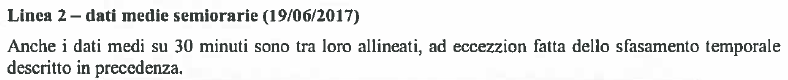 Linea 2 – dati medie semiorarie (19/06/2017)
Anche i dati medi su 30 minuti sono tra loro allineati, ad eccezzion fatta dello sfasamento temporale
descritto in precedenza.